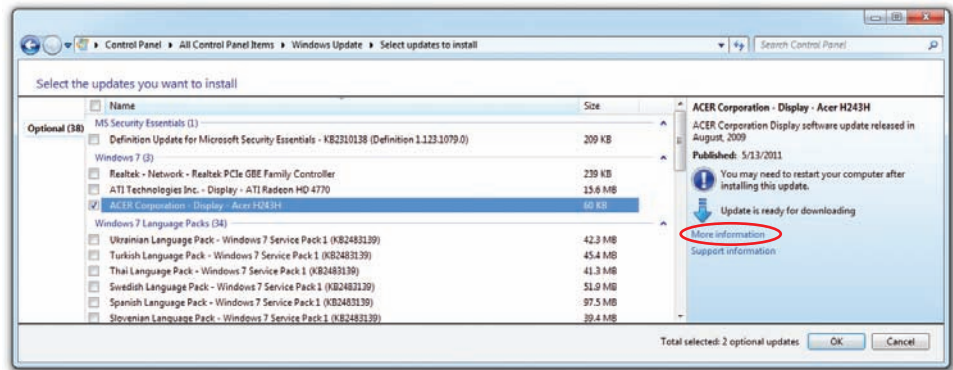 Control Panel ▸ All Control Panel Items ▸ Windows Update ▸ Select updates to install
Search Control Panel
Select the updates you want to install
Name Size
Optional (38)
MS Security Essentials (1)
Definition Update for Microsoft Security Essentials - KB2310138 (Definition 1.123.1079.0) 209 KB
Windows 7 (3)
Realtek - Network - Realtek PCIe GBE Family Controller 239 KB
ATI Technologies Inc. - Display - ATI Radeon HD 4770 15.6 MB
ACER Corporation - Display - Acer H243H 60 KB
Windows 7 Language Packs (34)
Ukrainian Language Pack - Windows 7 Service Pack 1 (KB2483139) 42.3 MB
Turkish Language Pack - Windows 7 Service Pack 1 (KB2483139) 45.4 MB
Thai Language Pack - Windows 7 Service Pack 1 (KB2483139) 41.3 MB
Swedish Language Pack - Windows 7 Service Pack 1 (KB2483139) 51.9 MB
Spanish Language Pack - Windows 7 Service Pack 1 (KB2483139) 97.5 MB
Slovenian Language Pack - Windows 7 Service Pack 1 (KB2483139) 39.4 MB
ACER Corporation - Display - Acer H243H
ACER Corporation Display software update released in
August, 2009
Published: 5/13/2011
You may need to restart your computer after
installing this update.
Update is ready for downloading
More information
Support information
Total selected: 2 optional updates
OK
Cancel